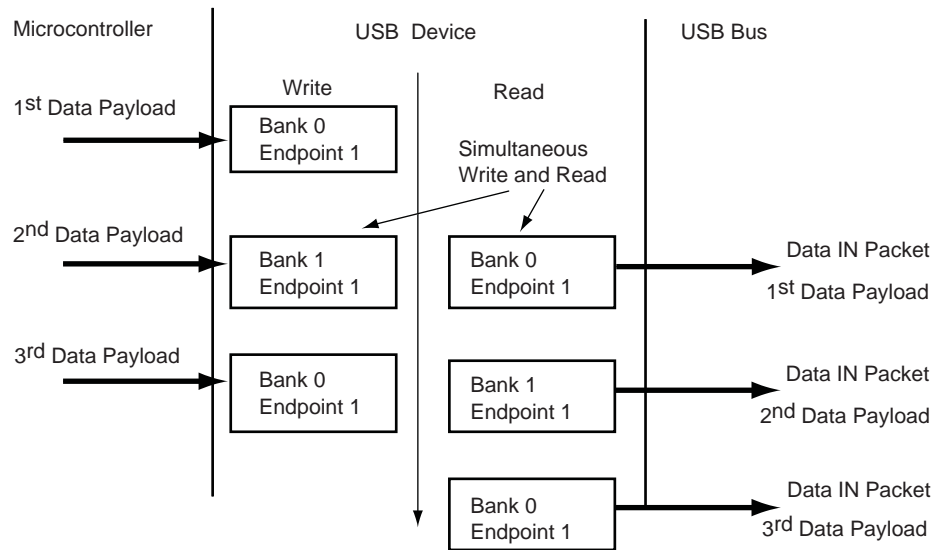 Microcontroller
USB Device
USB Bus
Write
Read
1st Data Payload
Bank 0
Endpoint 1
Simultaneous
Write and Read
2nd Data Payload
Bank 1
Endpoint 1
Bank 0
Endpoint 1
Data IN Packet
1st Data Payload
3rd Data Payload
Bank 0
Endpoint 1
Bank 1
Endpoint 1
Data IN Packet
2nd Data Payload
Bank 0
Endpoint 1
Data IN Packet
3rd Data Payload